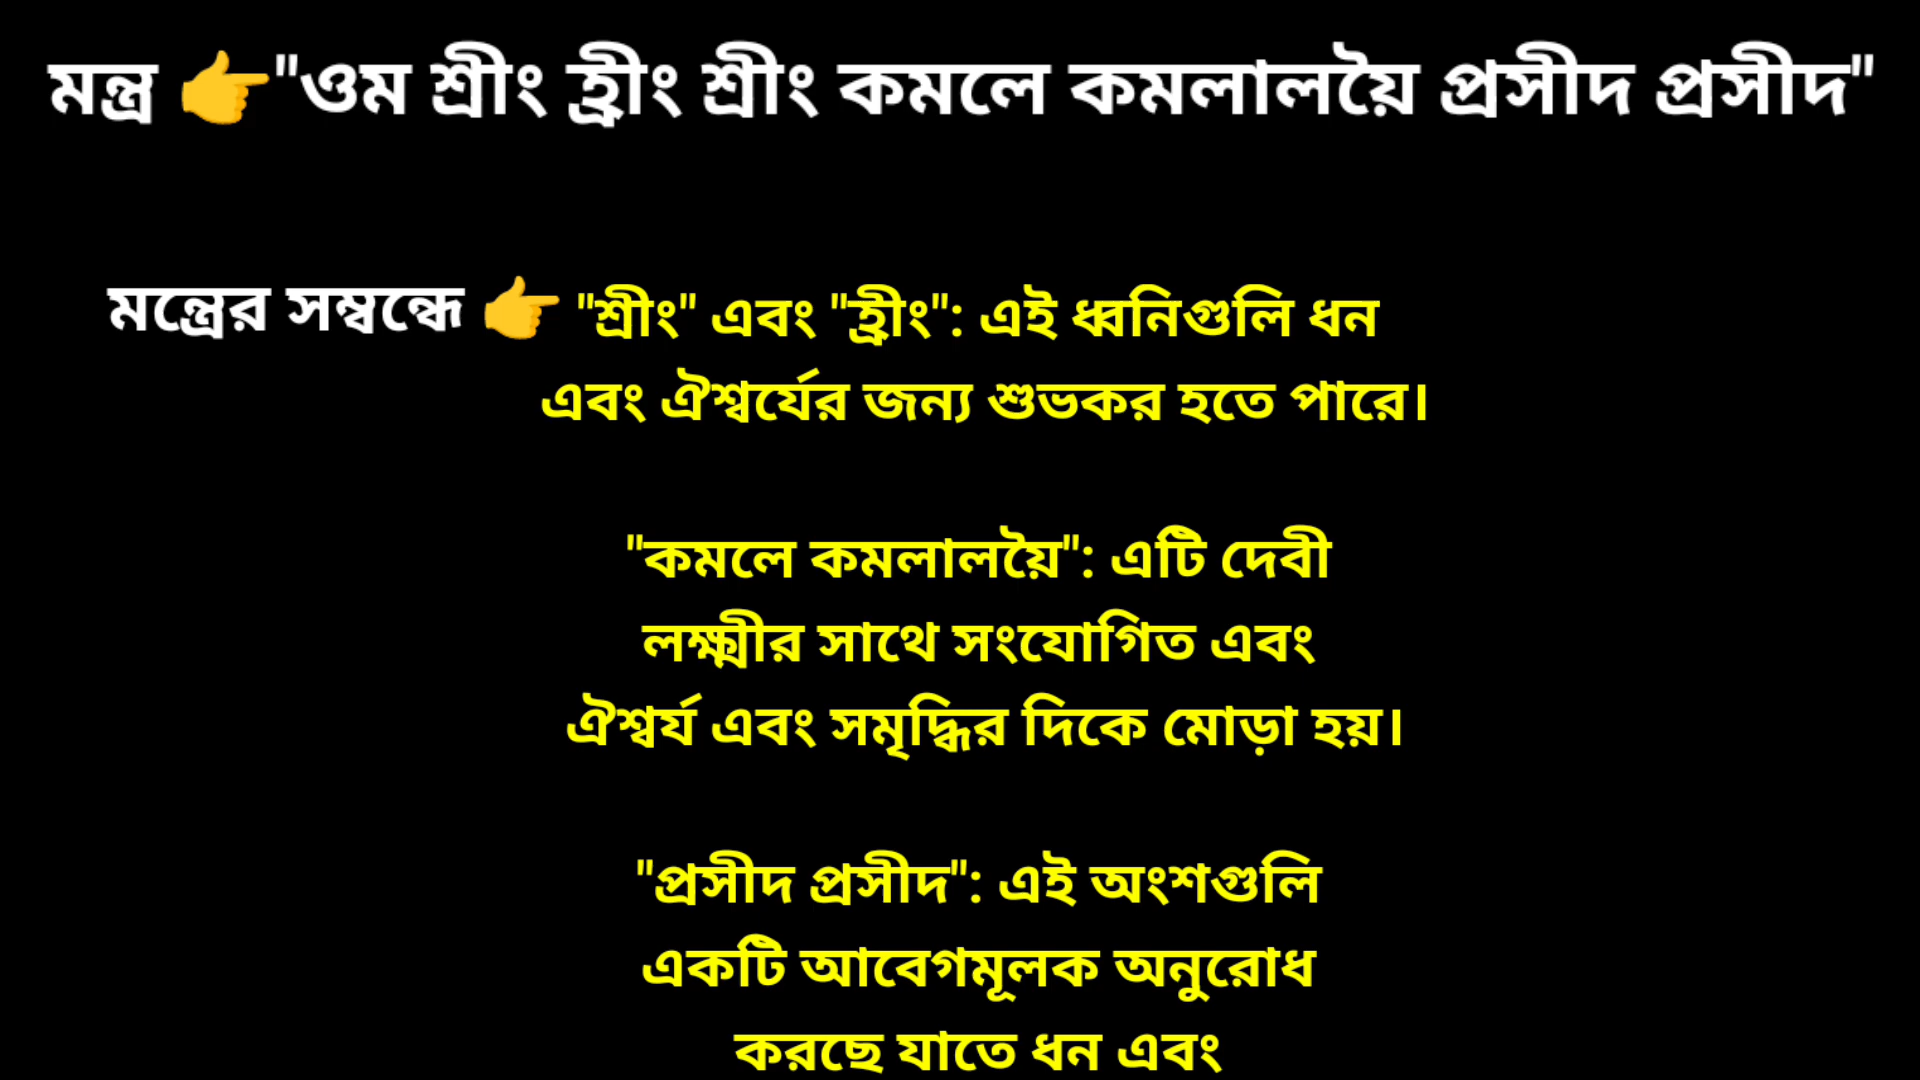 মন্ত্র 👉"ওম শ্রীং হ্রীং শ্রীং কমলে কমলালয়ৈ প্রসীদ প্রসীদ"
মন্ত্রের সম্বন্ধে 👉 "শ্রীং" এবং "হ্রীং": এই ধ্বনিগুলি ধন
এবং ঐশ্বর্যের জন্য শুভকর হতে পারে।
"কমলে কমলালয়ৈ": এটি দেবী
লক্ষ্মীর সাথে সংযোগিত এবং
ঐশ্বর্য এবং সমৃদ্ধির দিকে মোড়া হয়।
"প্রসীদ প্রসীদ": এই অংশগুলি
একটি আবেগমূলক অনুরোধ
করছে যাতে ধন এবং